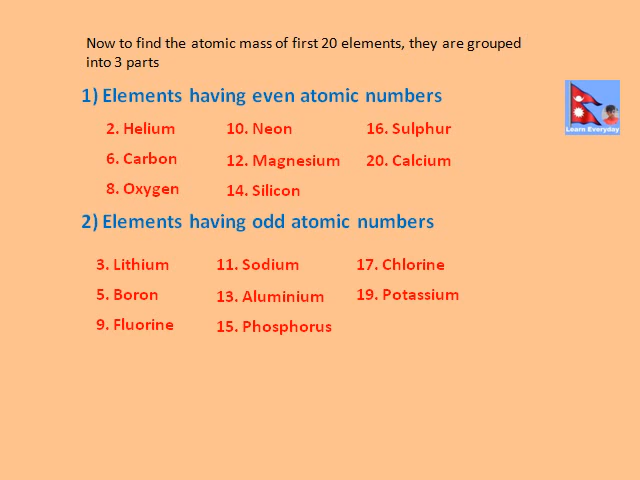 Now to find the atomic mass of first 20 elements, they are grouped
into 3 parts
1) Elements having even atomic numbers
2. Helium 10. Neon 16. Sulphur
6. Carbon 12. Magnesium 20. Calcium
8. Oxygen 14. Silicon
2) Elements having odd atomic numbers
3. Lithium 11. Sodium 17. Chlorine
5. Boron 13. Aluminium 19. Potassium
9. Fluorine 15. Phosphorus
Learn Everyday